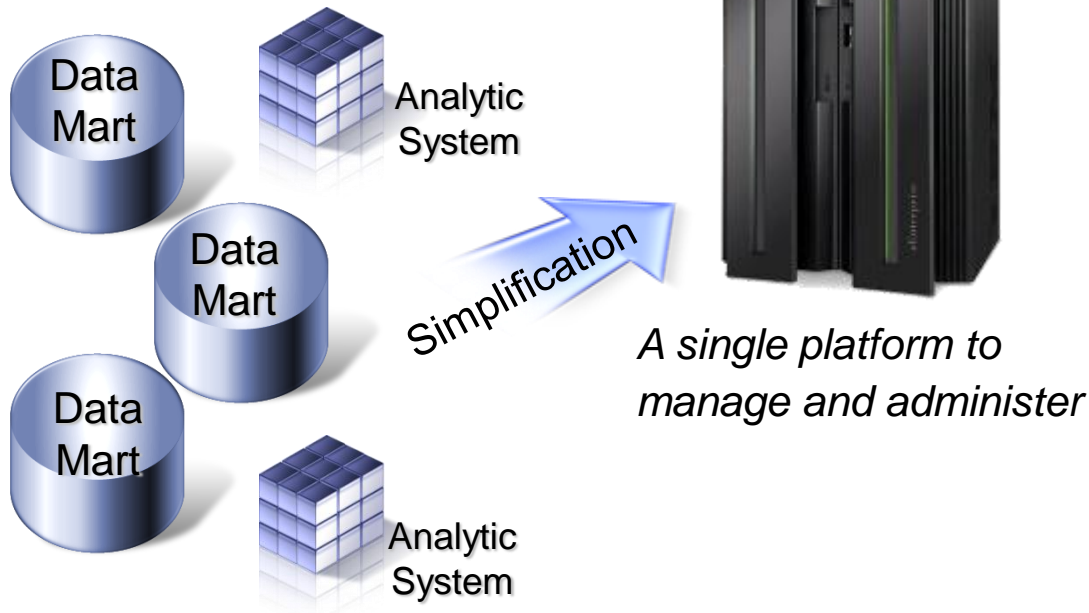 Data
Mart
Analytic
System
Data
Mart
Simplification
A single platform to
manage and administer
Data
Mart
Analytic
System